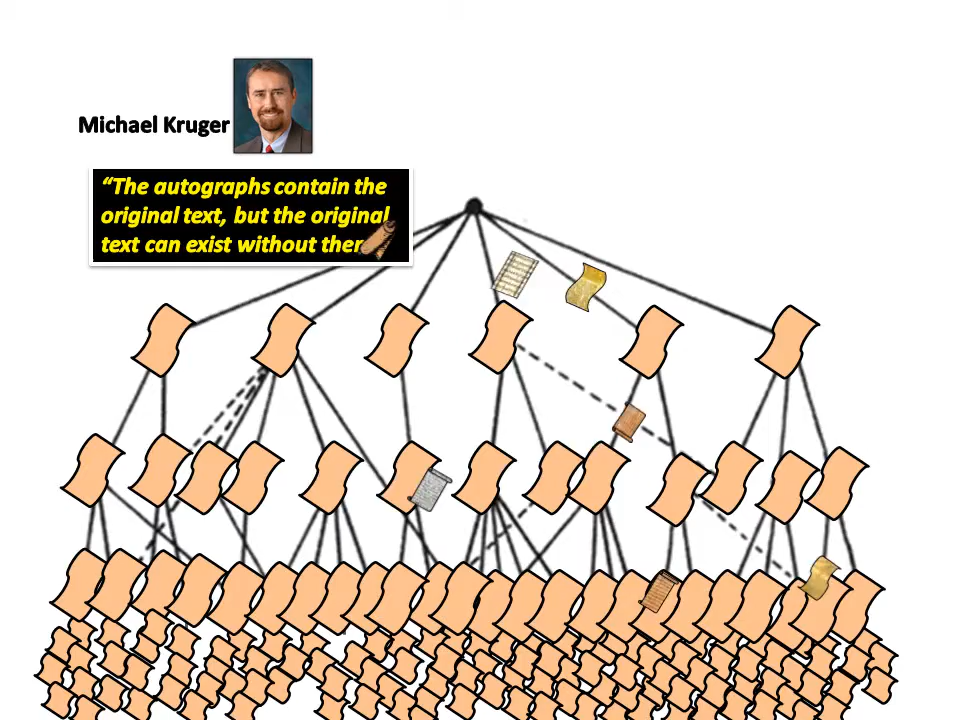 Michael Kruger
“The autographs contain the
original text, but the original
text can exist without